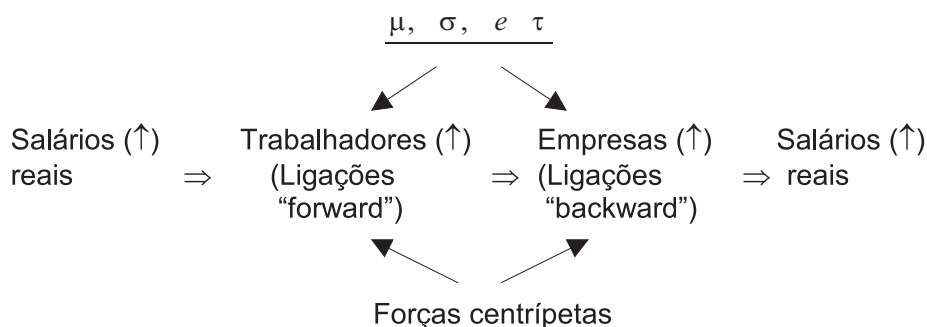 μ, σ, e τ
Salários (↑) Trabalhadores (↑) Empresas (↑) Salários (↑)
reais ⇒ (Ligações ⇒ (Ligações ⇒ reais
“forward”) “backward”)
Forças centrípetas